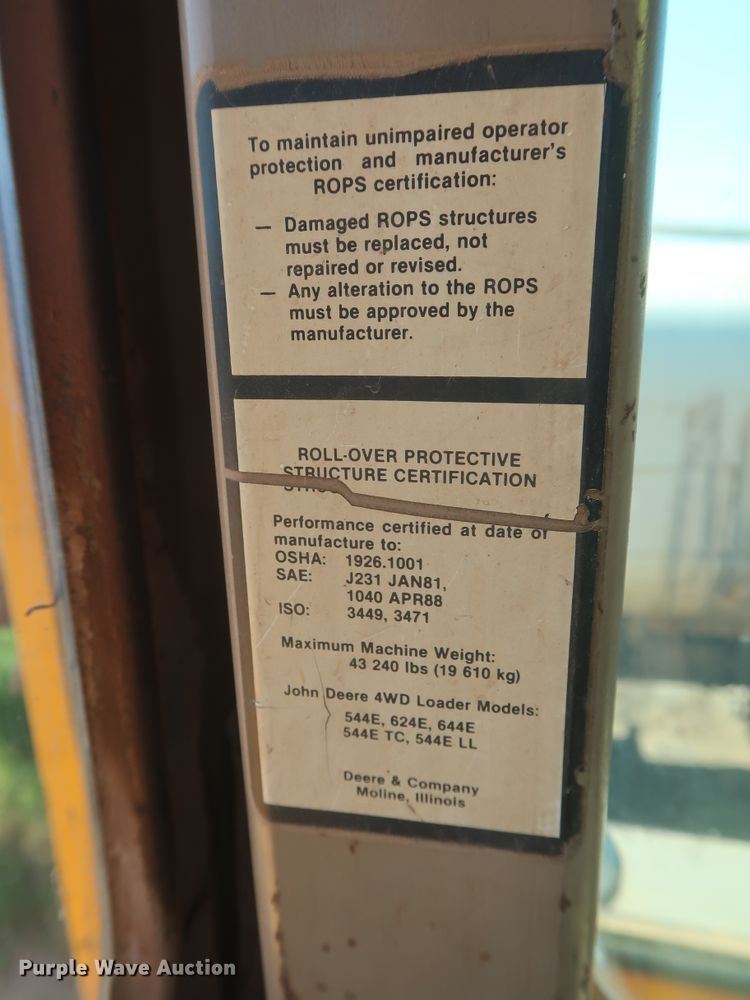 To maintain unimpaired operator
protection and manufacturer's
ROPS certification:
— Damaged ROPS structures
must be replaced, not
repaired or revised.
— Any alteration to the ROPS
must be approved by the
manufacturer.
ROLL-OVER PROTECTIVE
STRUCTURE CERTIFICATION
Performance certified at date of
manufacture to:
OSHA: 1926.1001
SAE: J231 JAN81,
1040 APR88
ISO: 3449, 3471
Maximum Machine Weight:
43 240 lbs (19 610 kg)
John Deere 4WD Loader Models:
544E, 624E, 644E
544E TC, 544E LL
Deere & Company
Moline, Illinois
Purple Wave Auction